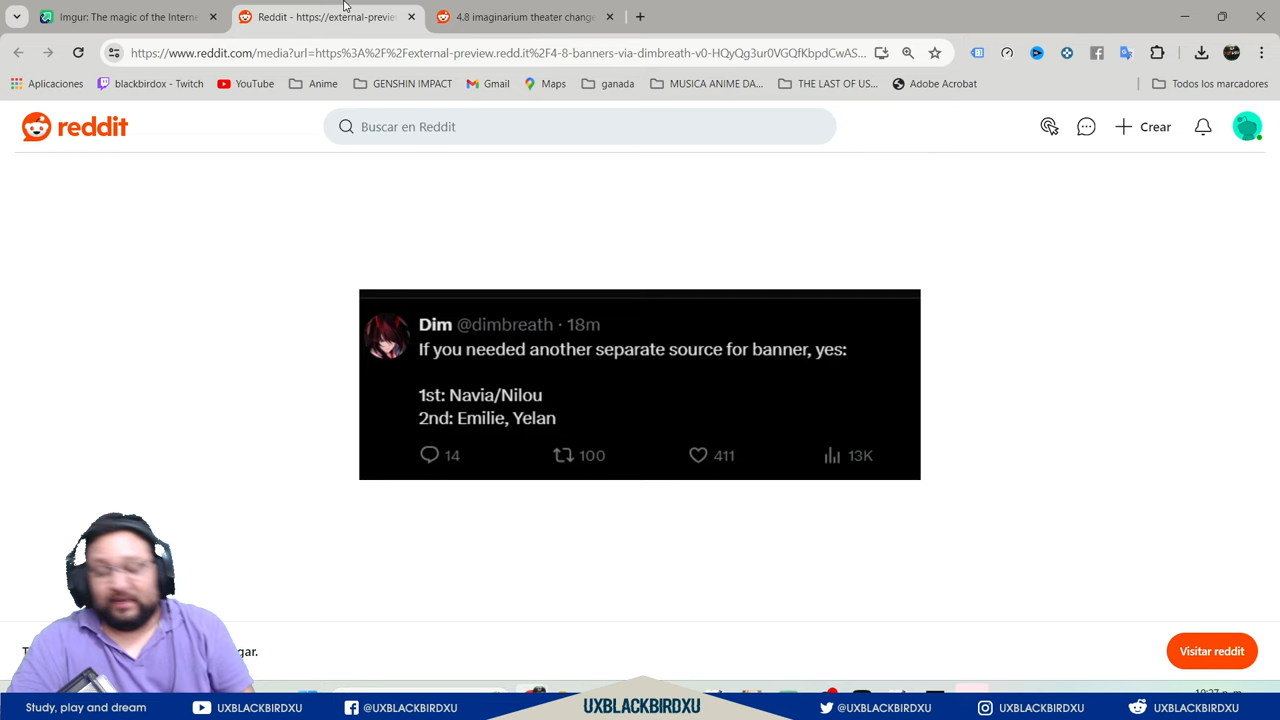 Imgur: The magic of the Interne
Reddit - https://external-previe
4.8 imaginarium theater change
https://www.reddit.com/media?url=https%3A%2F%2Fexternal-preview.redd.it%2F4-8-banners-via-dimbreath-v0-HQyQg3ur0VGQfKbpdCwAS...
Aplicaciones
blackbirdox - Twitch
YouTube
Anime
GENSHIN IMPACT
Gmail
Maps
ganada
MUSICA ANIME DA...
THE LAST OF US...
Adobe Acrobat
Todos los marcadores
reddit
Buscar en Reddit
Crear
Dim @dimbreath · 18m
If you needed another separate source for banner, yes:
1st: Navia/Nilou
2nd: Emilie, Yelan
14 100 411 13K
gar.
Visitar reddit
Study, play and dream
UXBLACKBIRDXU
@UXBLACKBIRDXU
UXBLACKBIRDXU
@UXBLACKBIRDXU
UXBLACKBIRDXU
UXBLACKBIRDXU